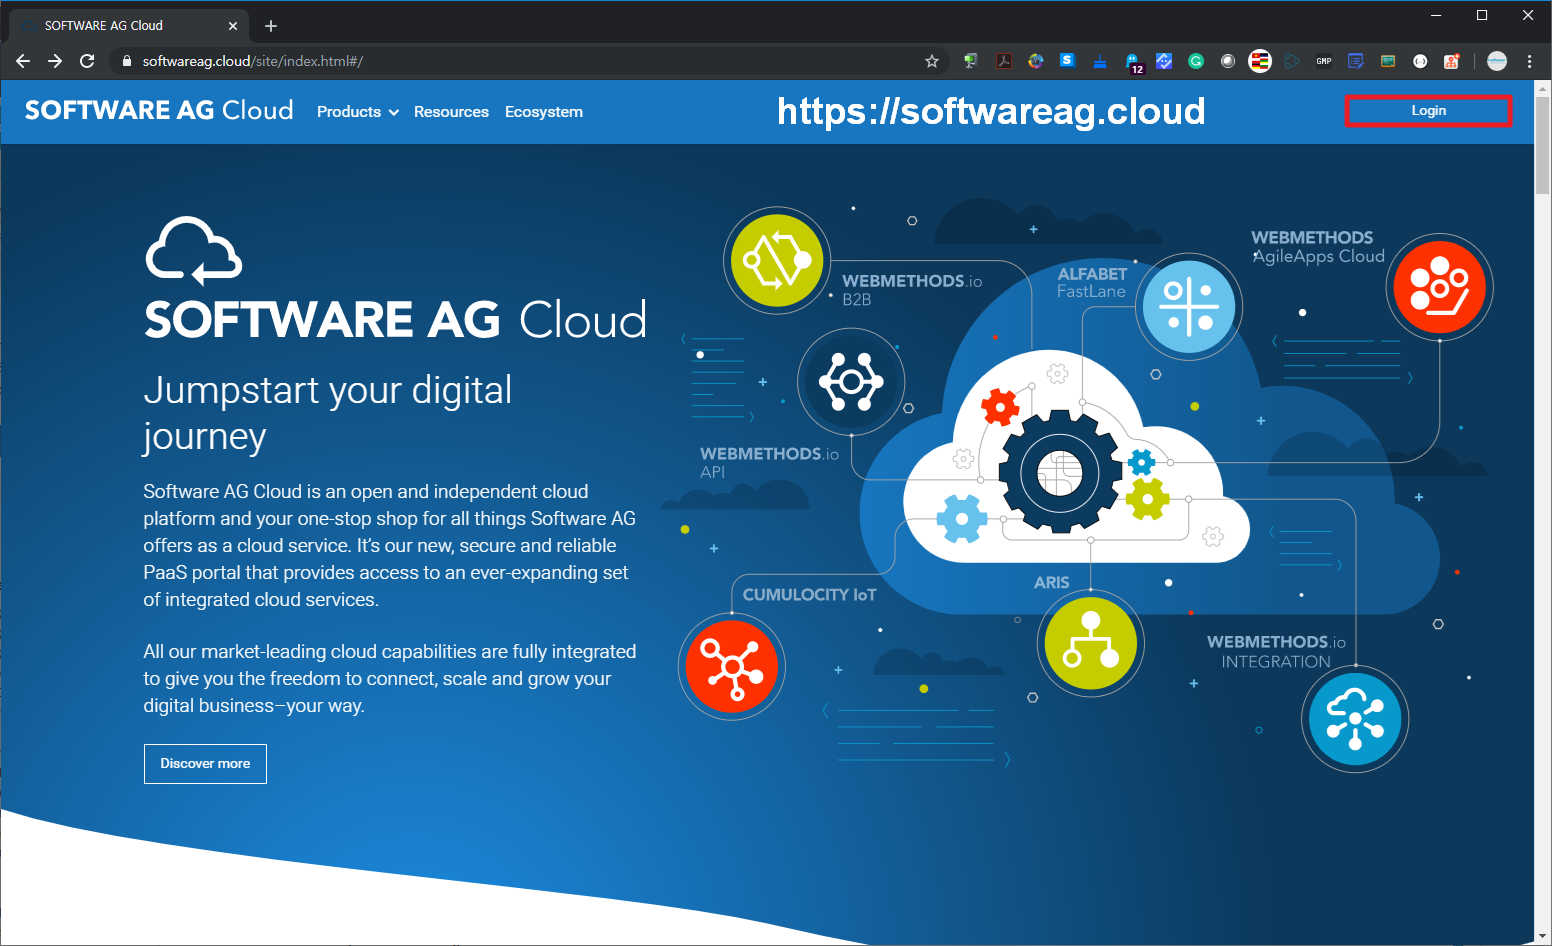 SOFTWARE AG Cloud
softwareag.cloud/site/index.html#/
12
GMP
SOFTWARE AG Cloud
Products
Resources
Ecosystem
https://softwareag.cloud
Login
SOFTWARE AG Cloud
Jumpstart your digital
journey
Software AG Cloud is an open and independent cloud
platform and your one-stop shop for all things Software AG
offers as a cloud service. It’s our new, secure and reliable
PaaS portal that provides access to an ever-expanding set
of integrated cloud services.
All our market-leading cloud capabilities are fully integrated
to give you the freedom to connect, scale and grow your
digital business–your way.
Discover more
WEBMETHODS.io
B2B
ALFABET
FastLane
WEBMETHODS
AgileApps Cloud
WEBMETHODS.io
API
CUMULOCITY IoT
ARIS
WEBMETHODS.io
INTEGRATION